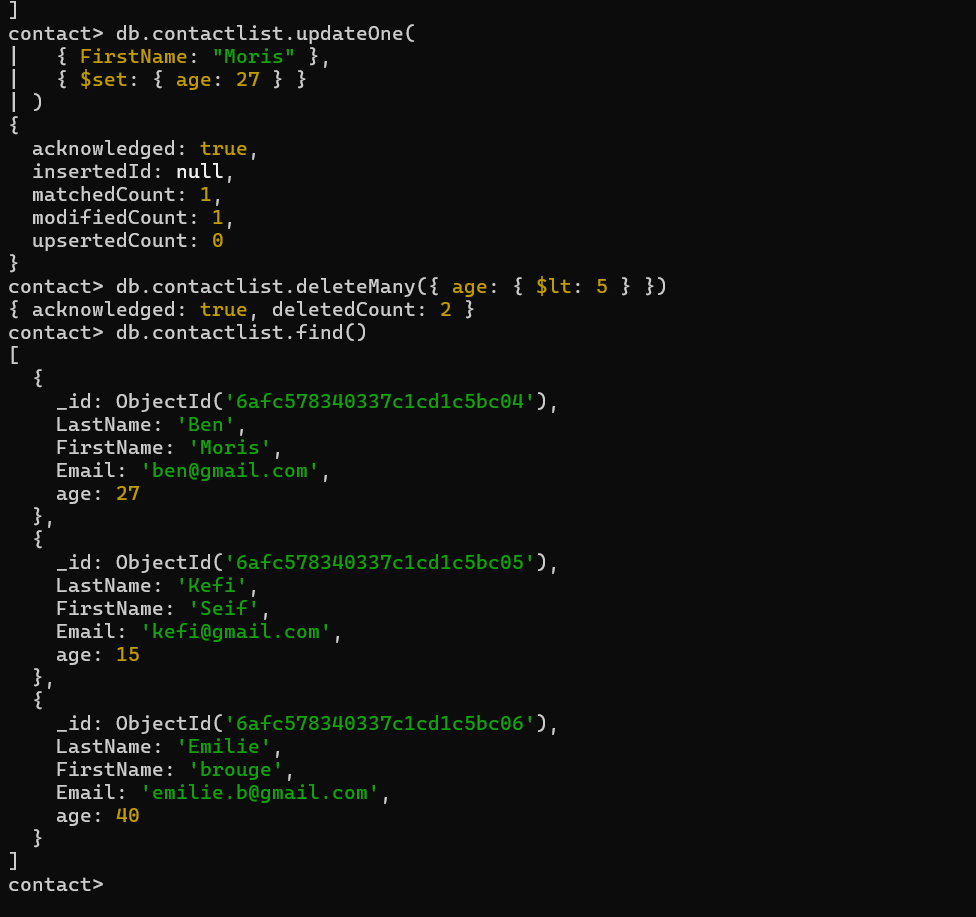 ]
contact> db.contactlist.updateOne(
|   { FirstName: "Moris" },
|   { $set: { age: 27 } }
| )
{
  acknowledged: true,
  insertedId: null,
  matchedCount: 1,
  modifiedCount: 1,
  upsertedCount: 0
}
contact> db.contactlist.deleteMany({ age: { $lt: 5 } })
{ acknowledged: true, deletedCount: 2 }
contact> db.contactlist.find()
[
  {
    _id: ObjectId('6afc578340337c1cd1c5bc04'),
    LastName: 'Ben',
    FirstName: 'Moris',
    Email: 'ben@gmail.com',
    age: 27
  },
  {
    _id: ObjectId('6afc578340337c1cd1c5bc05'),
    LastName: 'Kefi',
    FirstName: 'Seif',
    Email: 'kefi@gmail.com',
    age: 15
  },
  {
    _id: ObjectId('6afc578340337c1cd1c5bc06'),
    LastName: 'Emilie',
    FirstName: 'brouge',
    Email: 'emilie.b@gmail.com',
    age: 40
  }
]
contact>